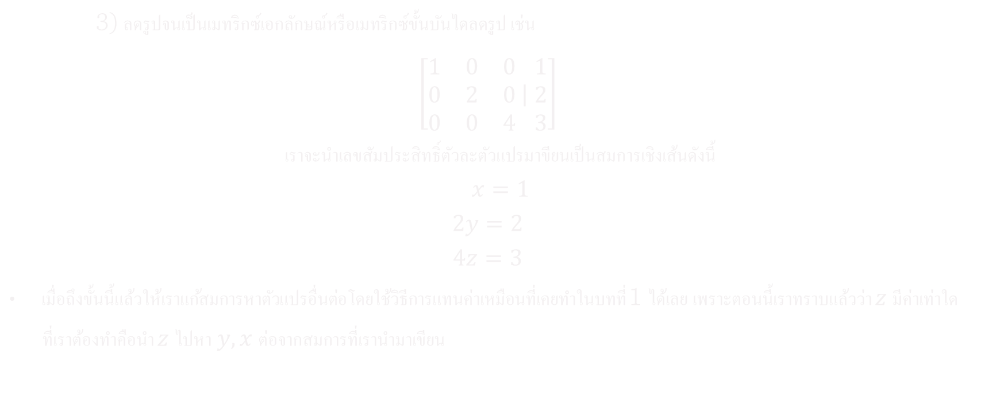 3) ลดรูปจนเป็นเมทริกซ์เอกลักษณ์หรือเมทริกซ์ขั้นบันไดลดรูป เช่น
[1 0 0 1]
[0 2 0 | 2]
[0 0 4 3]
เราจะนำเลขสัมประสิทธิ์ตัวละตัวแปรมาขียนเป็นสมการเชิงเส้นดังนี้
x = 1
2y = 2
4z = 3
• เมื่อถึงขั้นนี้แล้วให้เราแก้สมการหาตัวแปรอื่นต่อโดยใช้วิธีการแทนค่าเหมือนที่เคยทำในบทที่ 1 ได้เลย เพราะตอนนี้เราทราบแล้วว่า z มีค่าเท่าใด
ที่เราต้องทำคือนำ z ไปหา y, x ต่อจากสมการที่เรานำมาเขียน